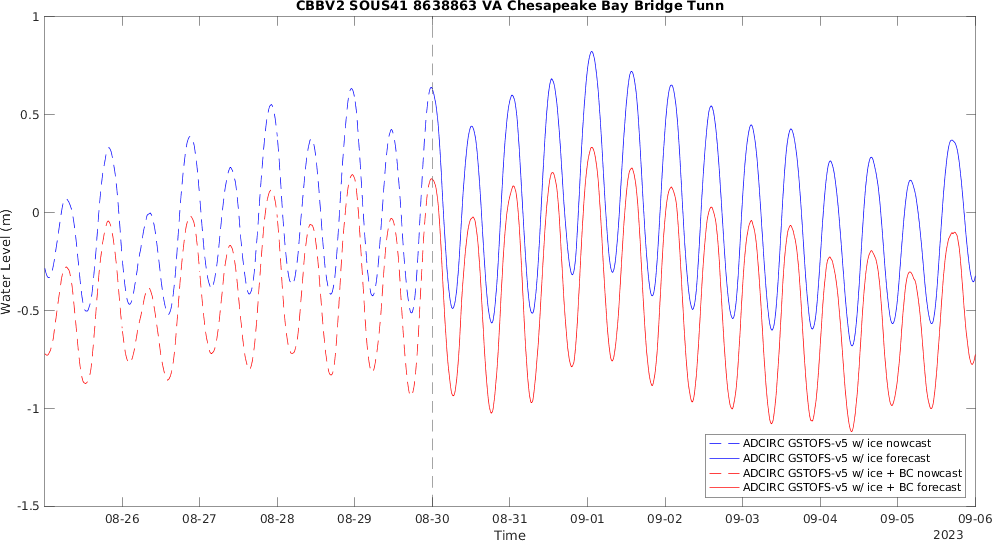 CBBV2 SOUS41 8638863 VA Chesapeake Bay Bridge Tunn
1
0.5
0
-0.5
-1
-1.5
Water Level (m)
ADCIRC GSTOFS-v5 w/ ice nowcast
ADCIRC GSTOFS-v5 w/ ice forecast
ADCIRC GSTOFS-v5 w/ ice + BC nowcast
ADCIRC GSTOFS-v5 w/ ice + BC forecast
08-26 08-27 08-28 08-29 08-30 08-31 09-01 09-02 09-03 09-04 09-05 09-06
Time
2023